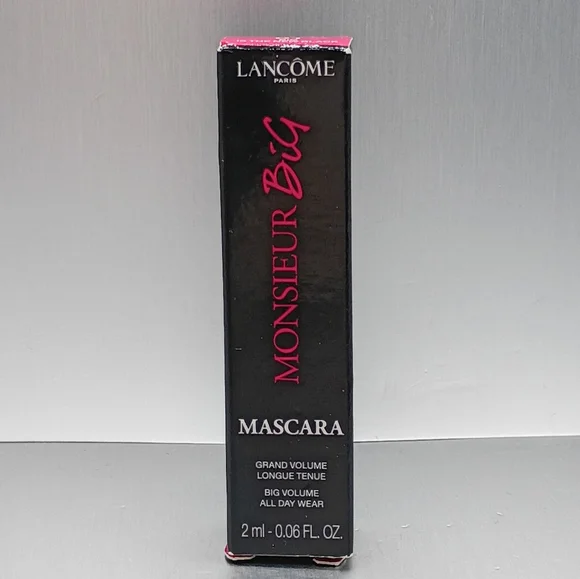 LANCÔME
PARIS
MONSIEUR BiG
MASCARA
GRAND VOLUME
LONGUE TENUE
BIG VOLUME
ALL DAY WEAR
2 ml - 0.06 FL. OZ.